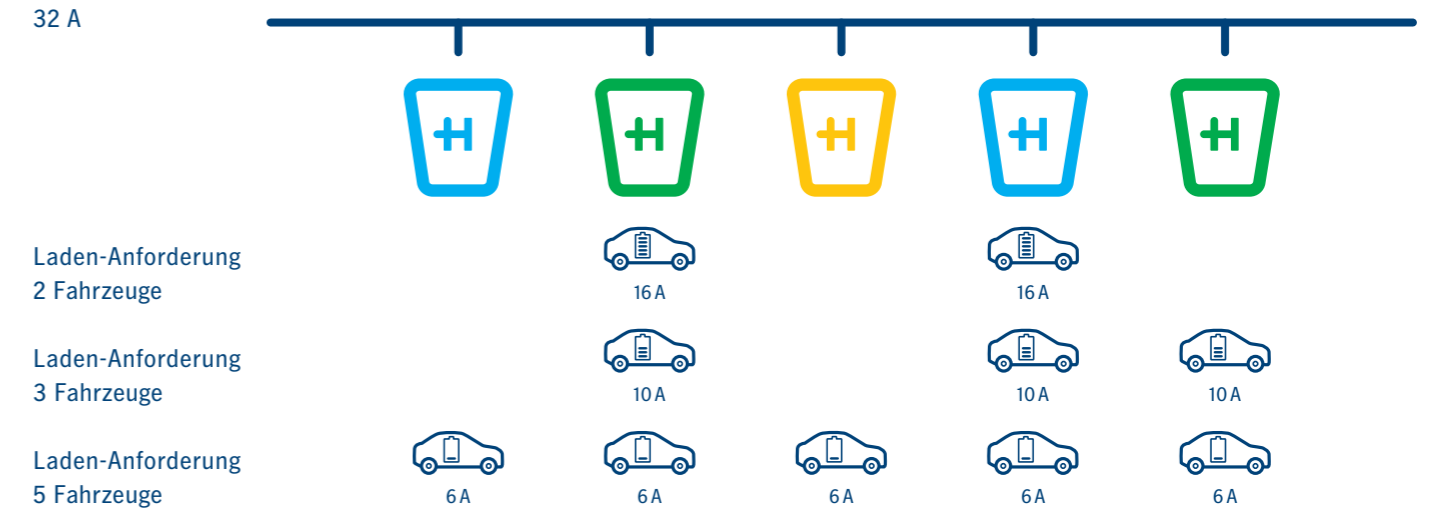 32 A
Laden-Anforderung
2 Fahrzeuge
16 A
16 A
Laden-Anforderung
3 Fahrzeuge
10 A
10 A
10 A
Laden-Anforderung
5 Fahrzeuge
6 A
6 A
6 A
6 A
6 A